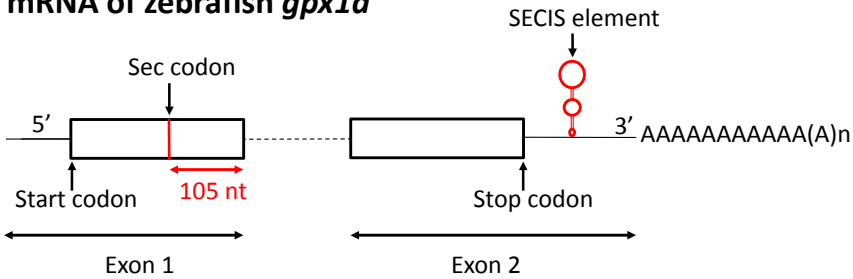 mRNA of zebrafish gpx1a
SECIS element
Sec codon
5’
3’ AAAAAAAAAAA(A)n
105 nt
Start codon
Stop codon
Exon 1
Exon 2